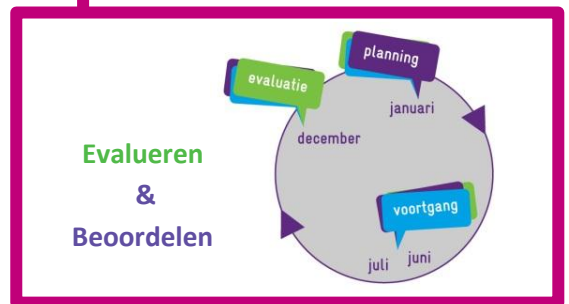 planning
januari
evaluatie
december
Evalueren
&
Beoordelen
voortgang
juli juni